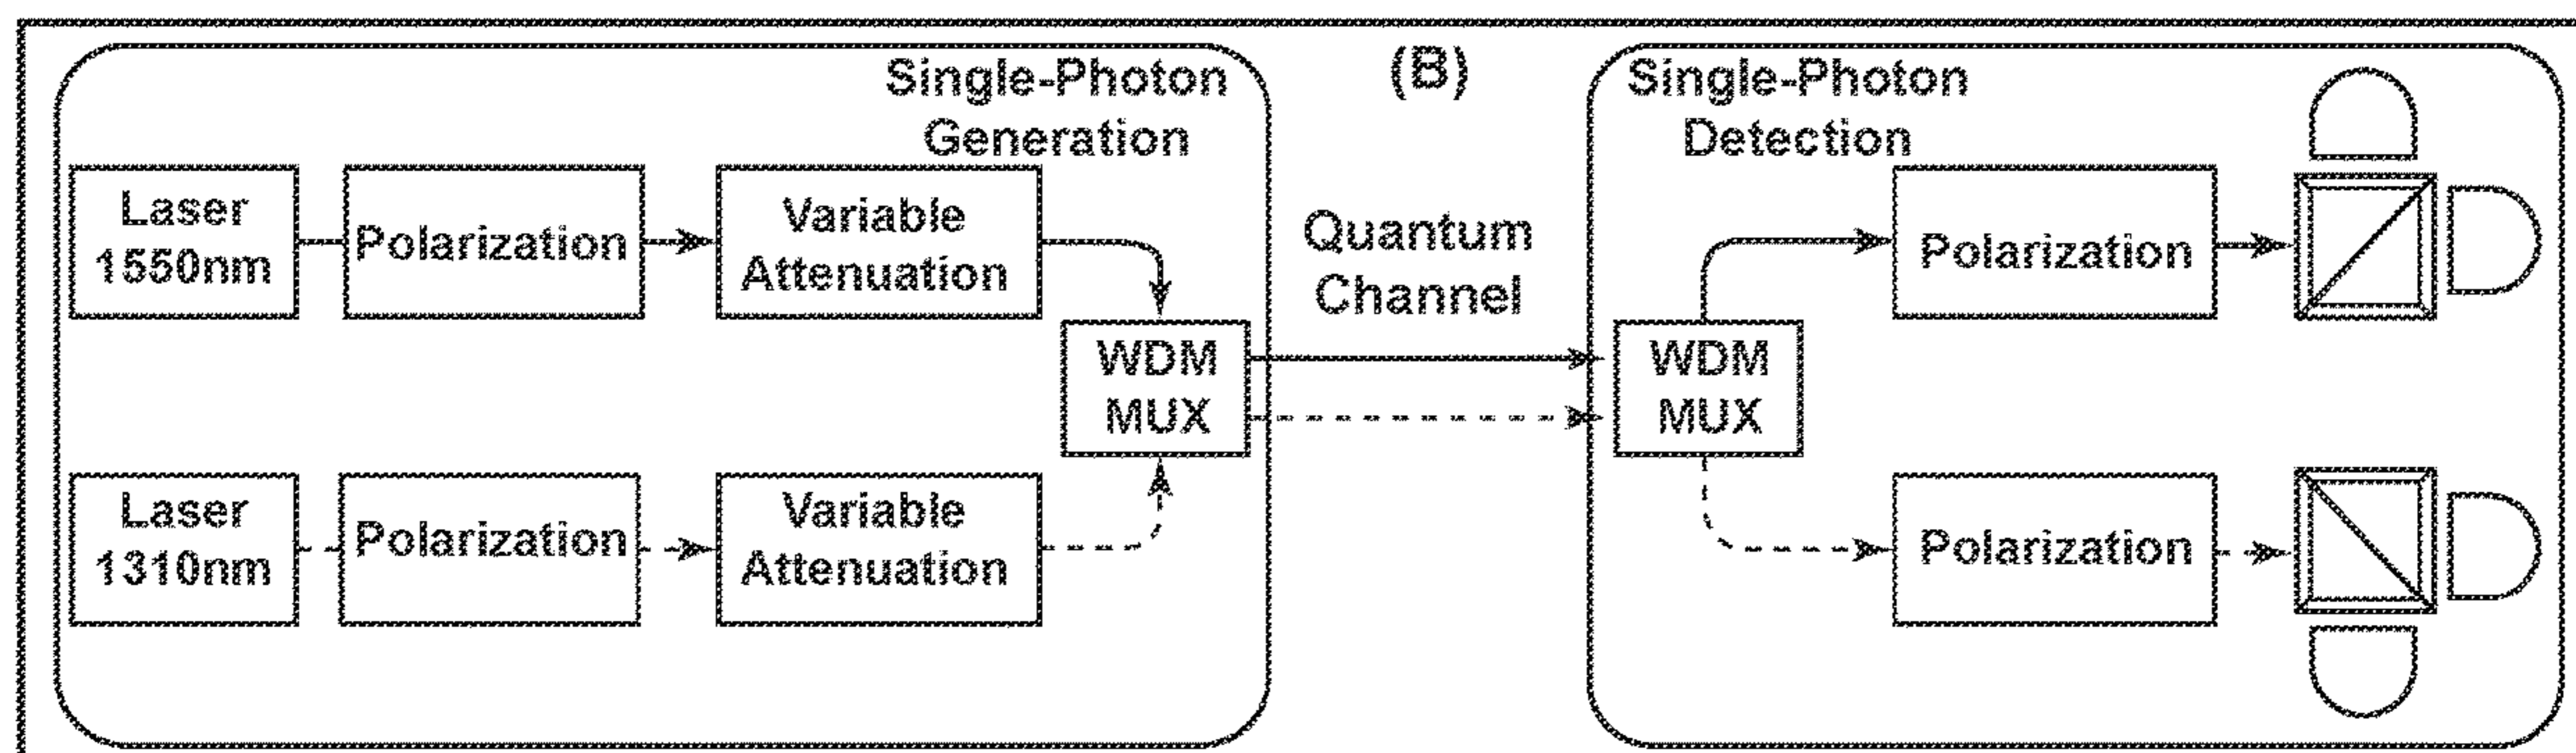 (B)
Single-Photon
Generation
Laser
1550nm
Polarization
Variable
Attenuation
WDM
MUX
Laser
1310nm
Polarization
Variable
Attenuation
Quantum
Channel
Single-Photon
Detection
WDM
MUX
Polarization
Polarization